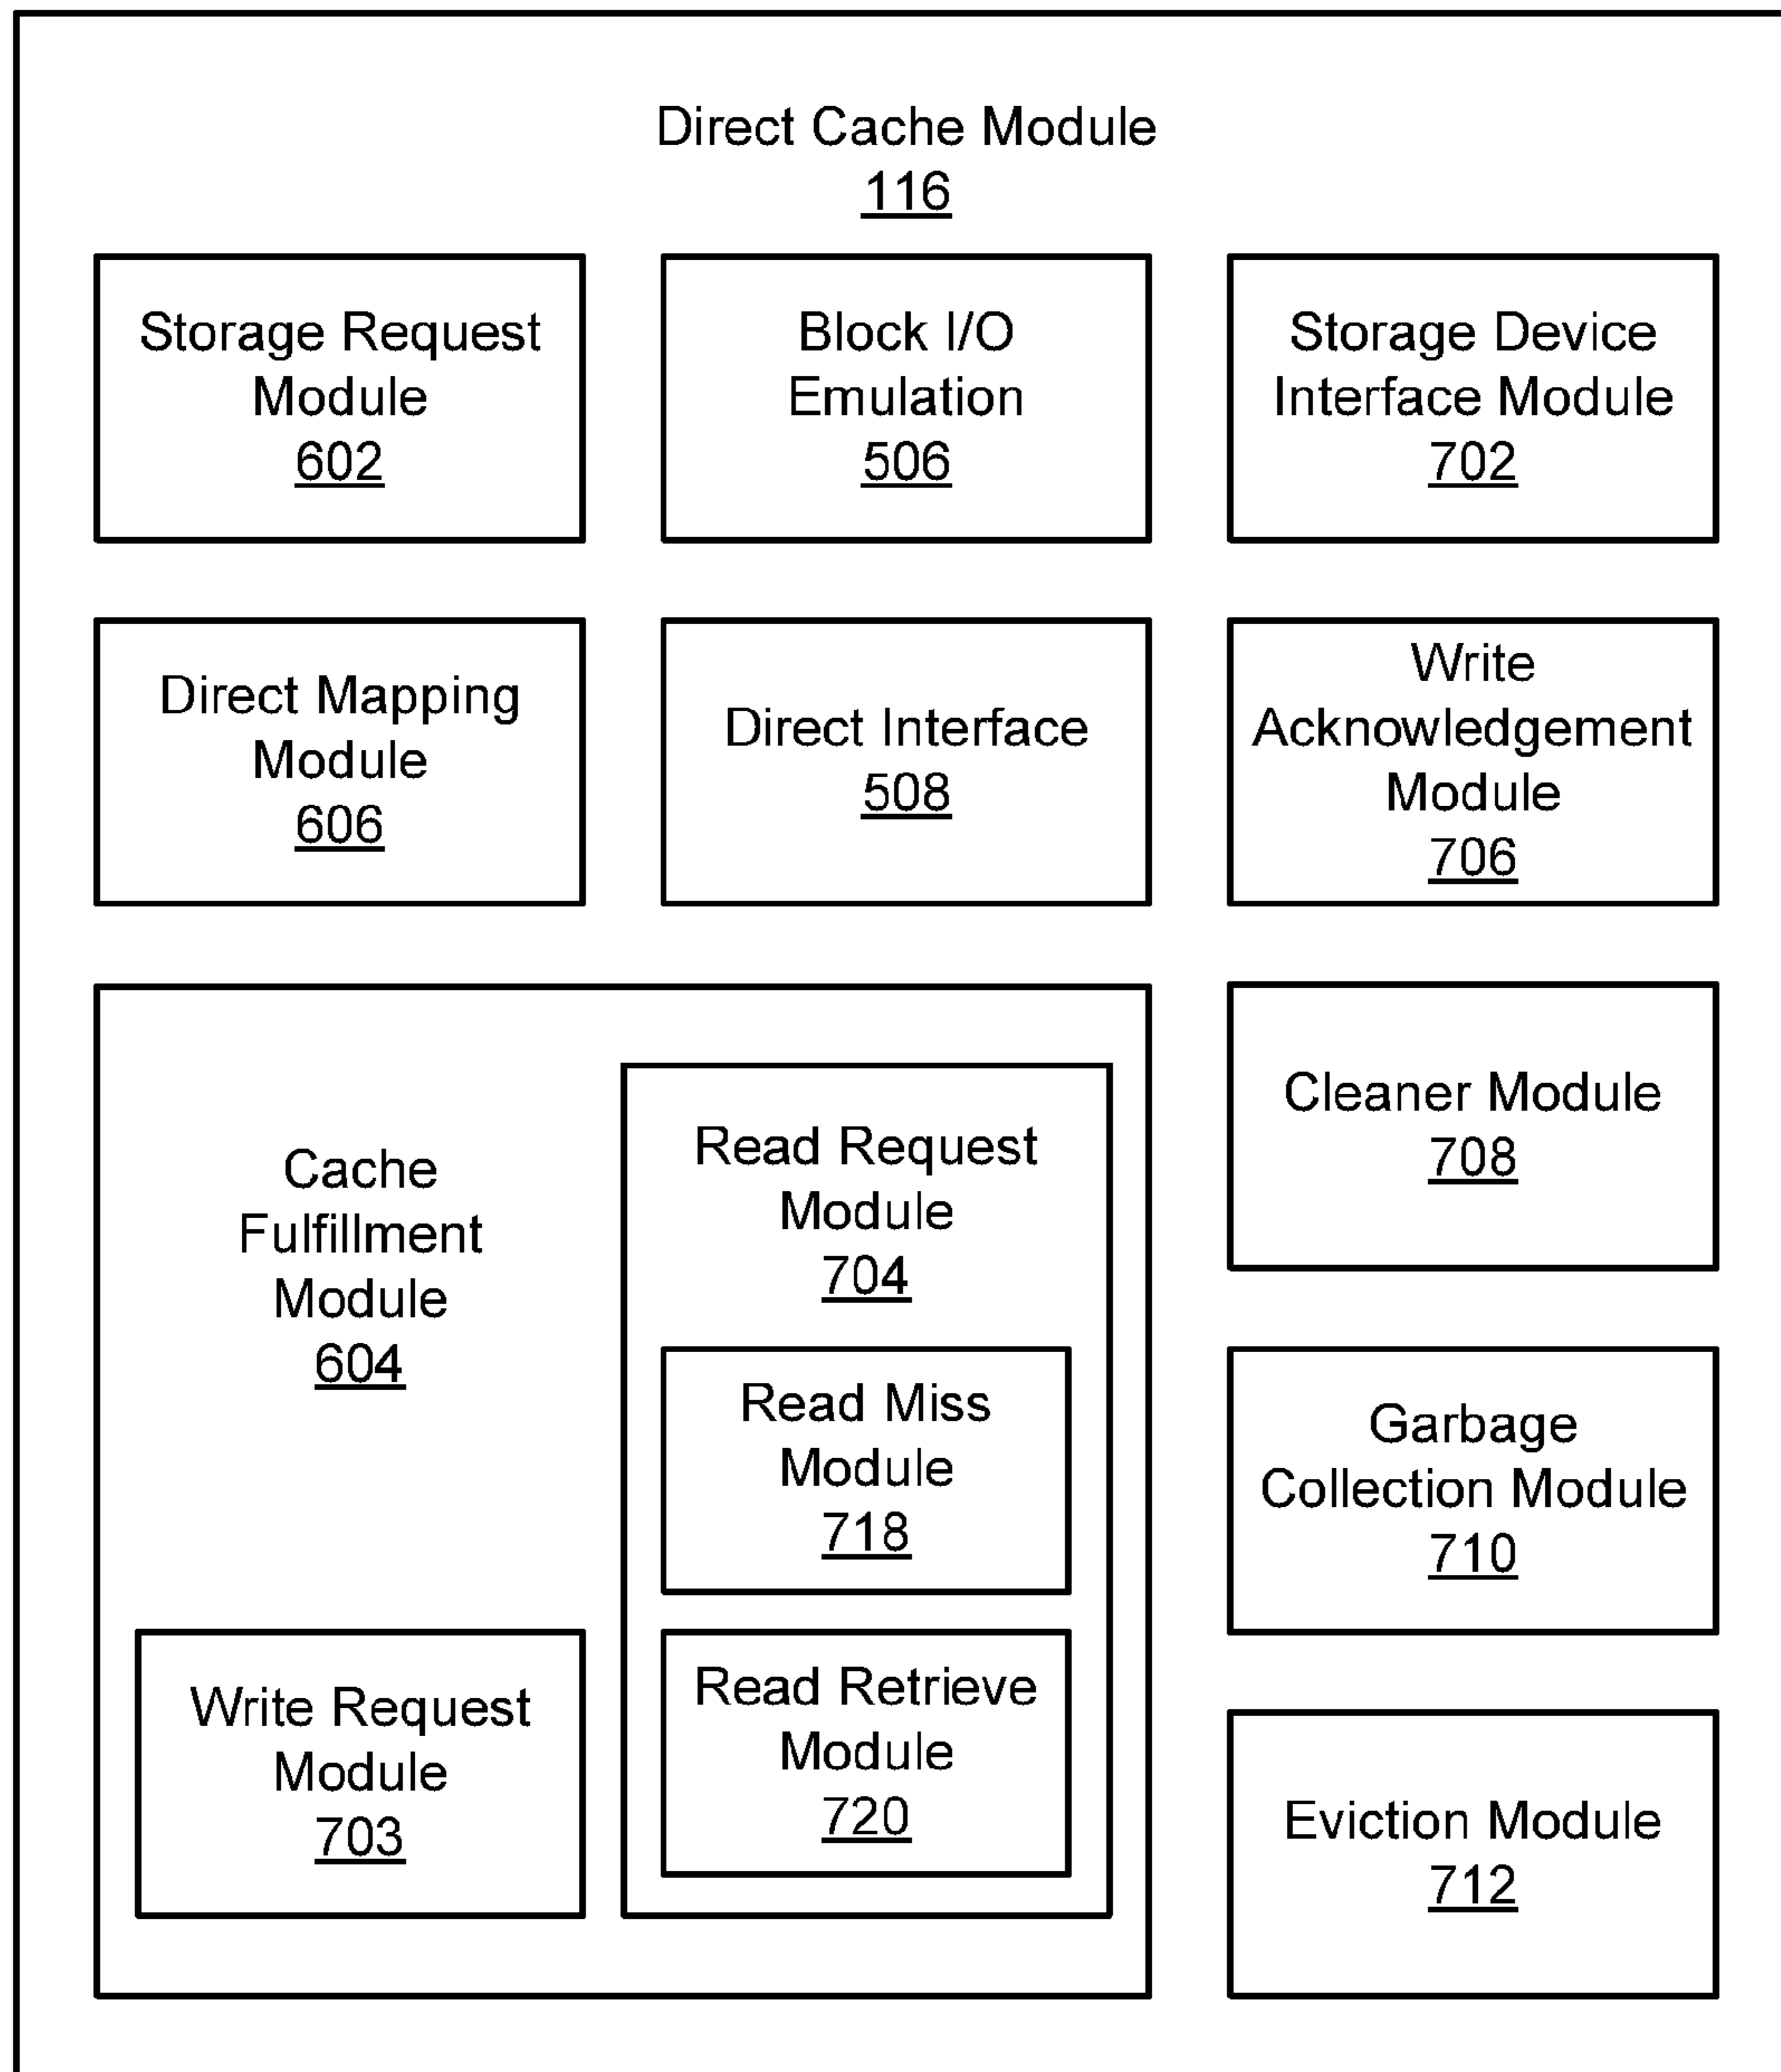 Direct Cache Module
116
Storage Request
Module
602
Block I/O
Emulation
506
Storage Device
Interface Module
702
Direct Mapping
Module
606
Direct Interface
508
Write
Acknowledgement
Module
706
Cache
Fulfillment
Module
604
Write Request
Module
703
Read Request
Module
704
Read Miss
Module
718
Read Retrieve
Module
720
Cleaner Module
708
Garbage
Collection Module
710
Eviction Module
712